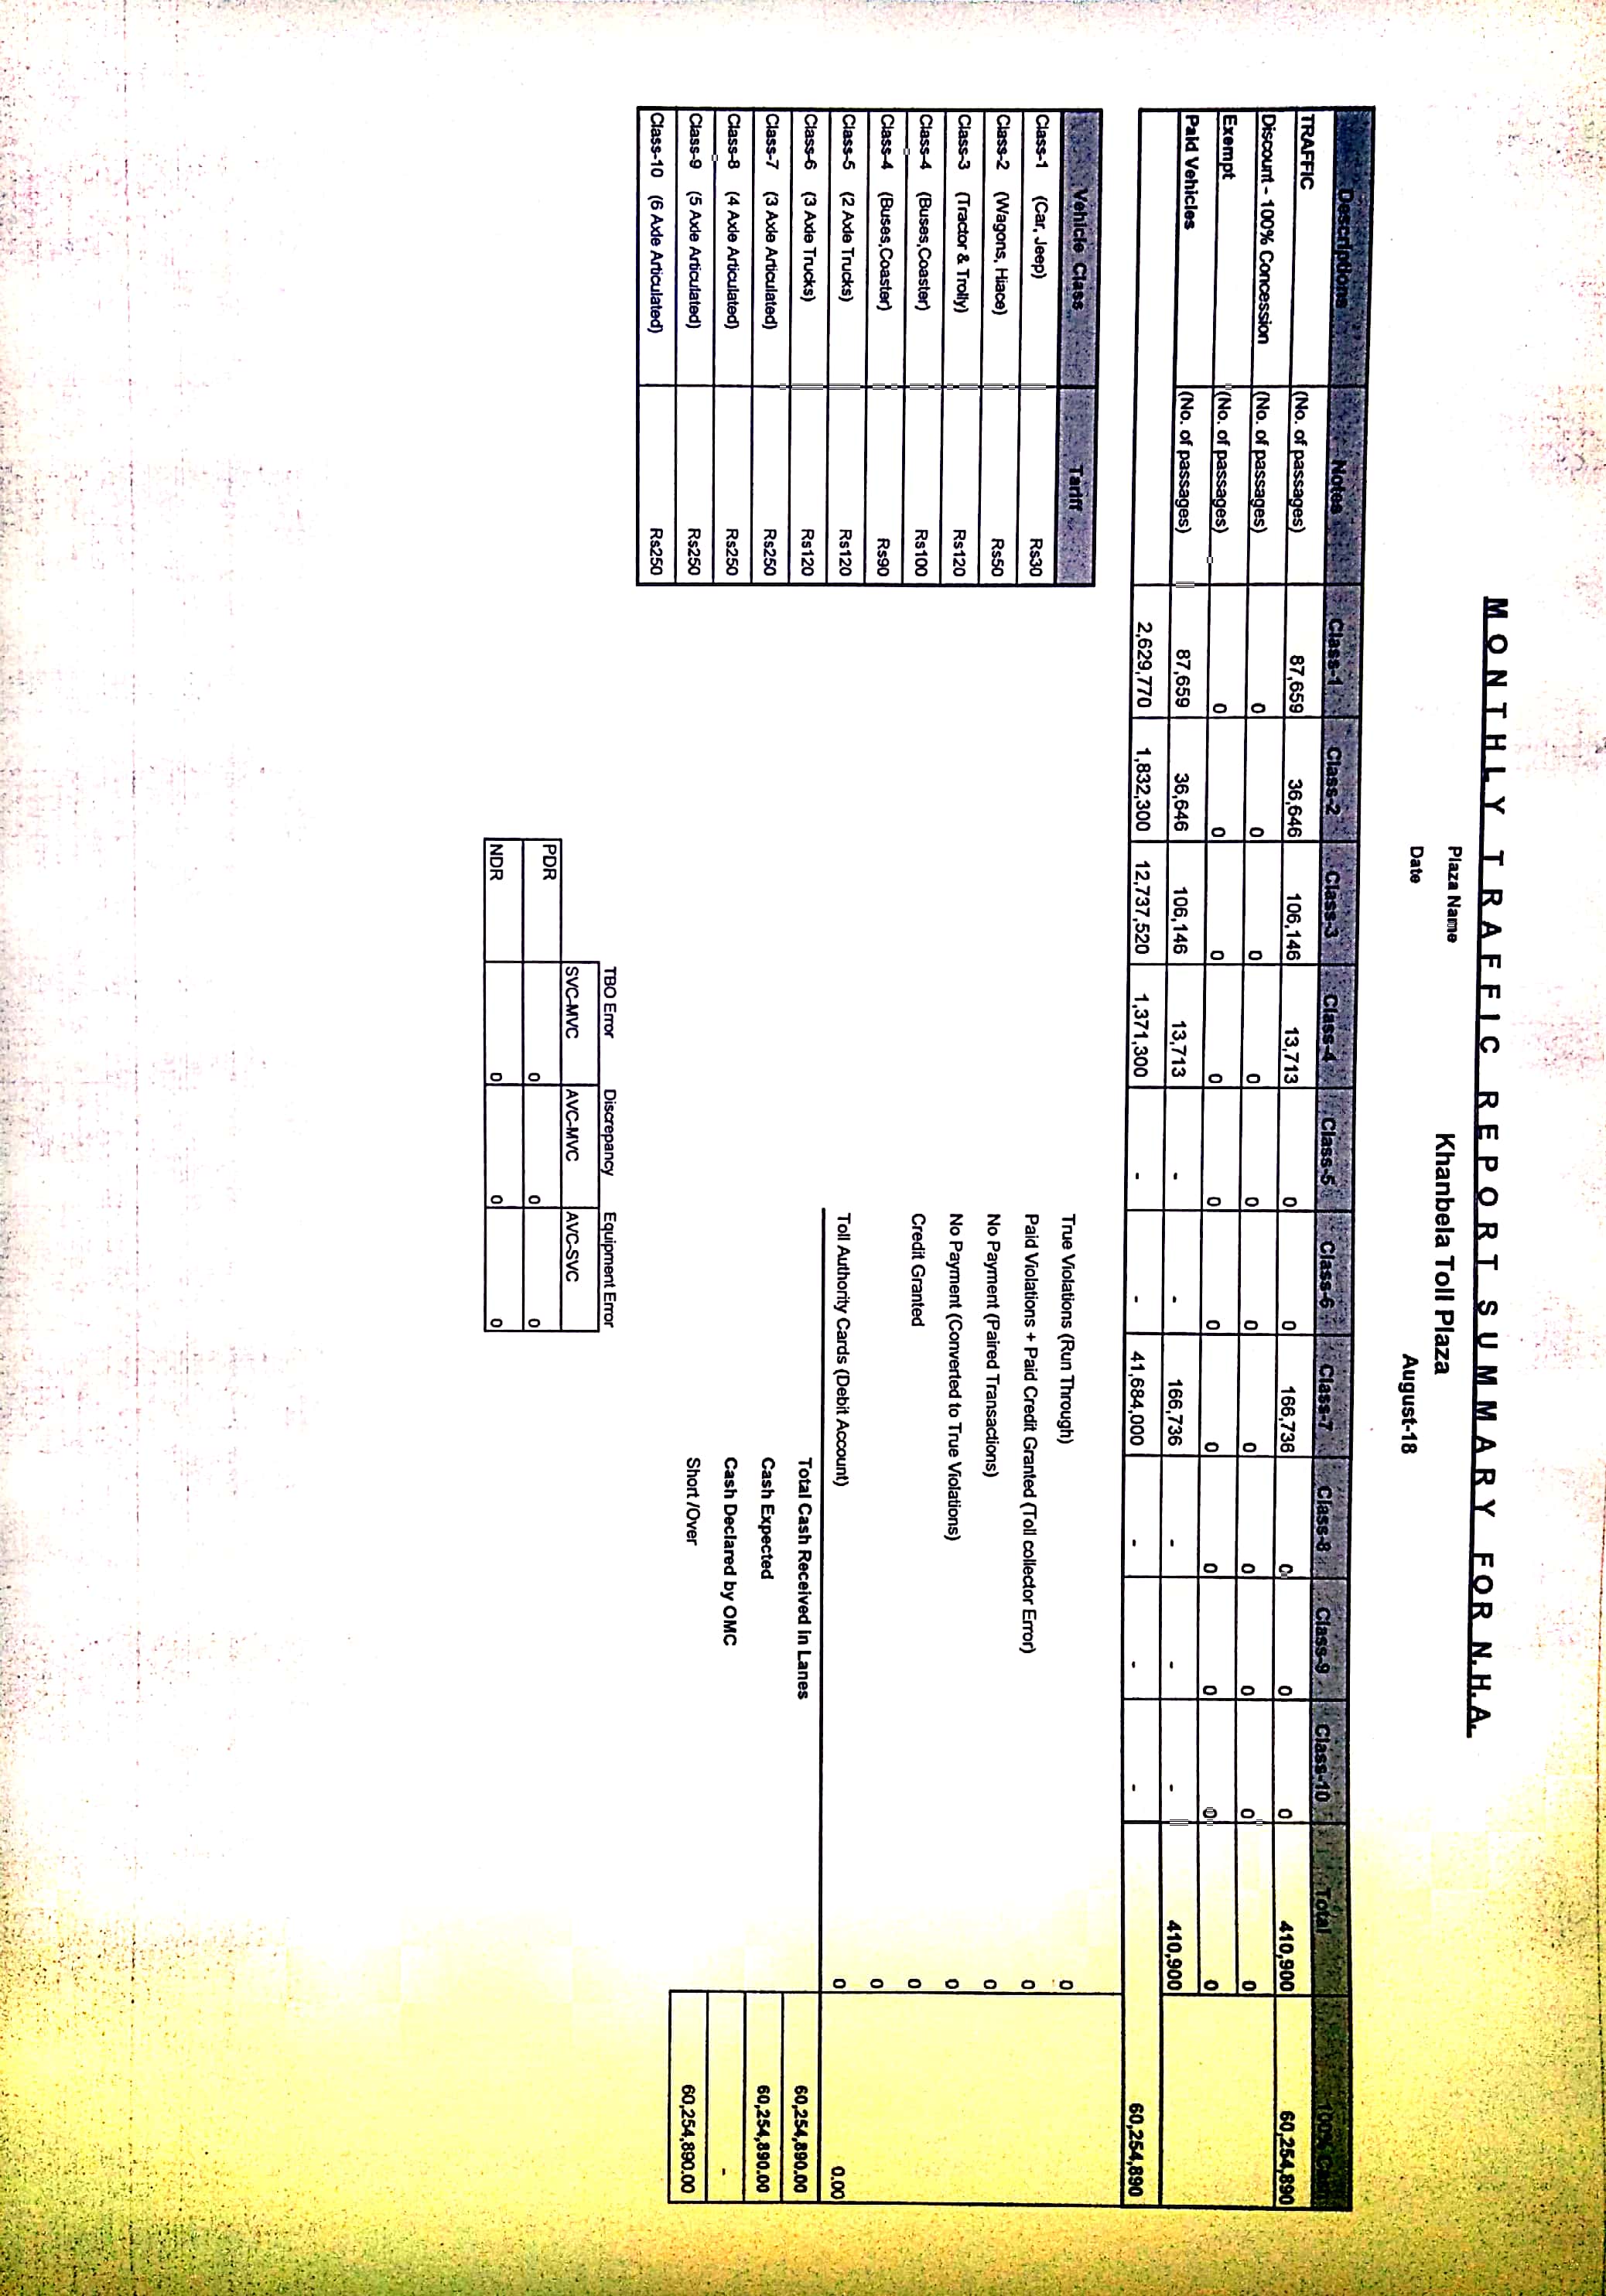 MONTHLY TRAFFIC REPORT SUMMARY FOR N.H.A.
Plaza Name Khanbela Toll Plaza
Date August-18
Descriptions Notes Class-1 Class-2 Class-3 Class-4 Class-5 Class-6 Class-7 Class-8 Class-9 Class-10 Total 100% Cash
TRAFFIC (No. of passages) 87,659 36,646 106,146 13,713 0 0 166,736 0 0 0 410,900 60,254,890
Discount - 100% Concession (No. of passages) 0 0 0 0 0 0 0 0 0 0 0
Exempt (No. of passages) 0 0 0 0 0 0 0 0 0 0 0
Paid Vehicles (No. of passages) 87,659 36,646 106,146 13,713 - - 166,736 - - - 410,900
2,629,770 1,832,300 12,737,520 1,371,300 - - 41,684,000 - - - 60,254,890
Vehicle Class Tariff
Class-1 (Car, Jeep) Rs30
Class-2 (Wagons, Hiace) Rs50
Class-3 (Tractor & Trolly) Rs120
Class-4 (Buses,Coaster) Rs100
Class-4 (Buses,Coaster) Rs90
Class-5 (2 Axle Trucks) Rs120
Class-6 (3 Axle Trucks) Rs120
Class-7 (3 Axle Articulated) Rs250
Class-8 (4 Axle Articulated) Rs250
Class-9 (5 Axle Articulated) Rs250
Class-10 (6 Axle Articulated) Rs250
True Violations (Run Through) 0
Paid Violations + Paid Credit Granted (Toll collector Error) 0
No Payment (Paired Transactions) 0
No Payment (Converted to True Violations) 0
Credit Granted 0
0
Toll Authority Cards (Debit Account) 0 0.00
Total Cash Received in Lanes 60,254,890.00
Cash Expected 60,254,890.00
Cash Declared by OMC -
Short /Over 60,254,890.00
TBO Error Discrepancy Equipment Error
SVC-MVC AVC-MVC AVC-SVC
PDR 0 0 0
NDR 0 0 0